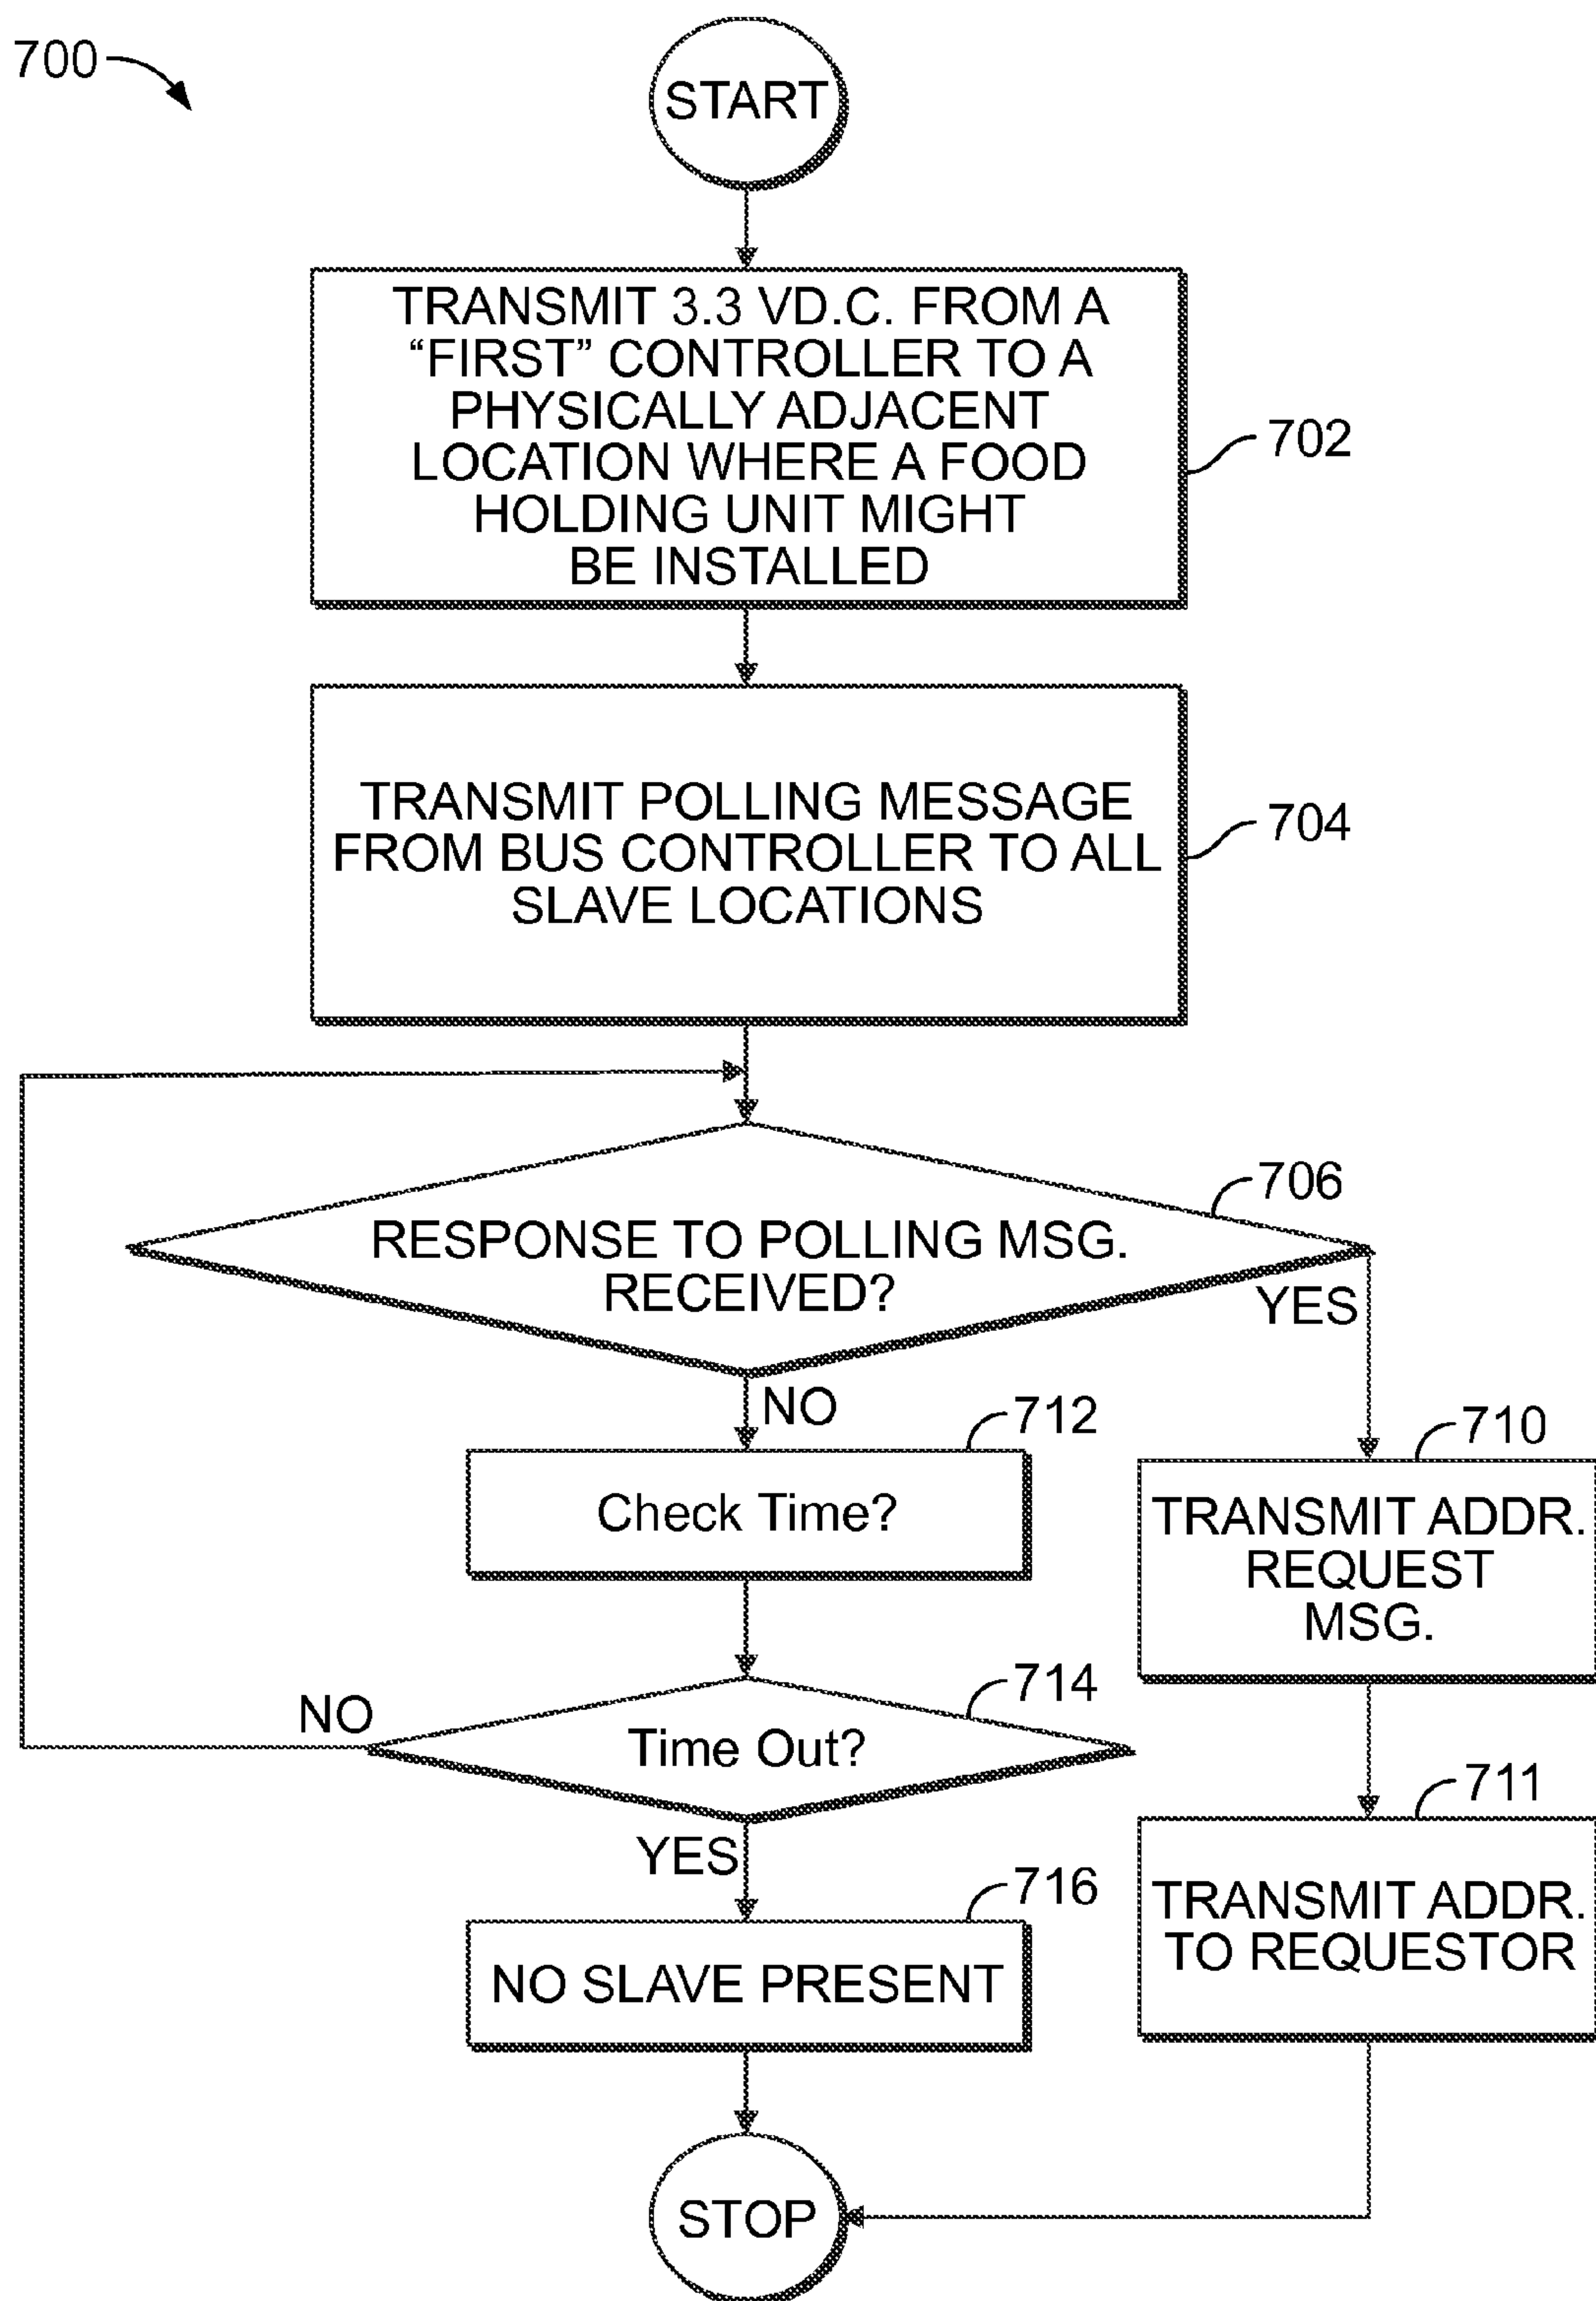 700
START
TRANSMIT 3.3 VD.C. FROM A
“FIRST” CONTROLLER TO A
PHYSICALLY ADJACENT
LOCATION WHERE A FOOD
HOLDING UNIT MIGHT
BE INSTALLED
702
TRANSMIT POLLING MESSAGE
FROM BUS CONTROLLER TO ALL
SLAVE LOCATIONS
704
706
RESPONSE TO POLLING MSG.
RECEIVED?
YES
NO
712
Check Time?
710
TRANSMIT ADDR.
REQUEST
MSG.
714
NO
Time Out?
711
TRANSMIT ADDR.
TO REQUESTOR
YES
716
NO SLAVE PRESENT
STOP